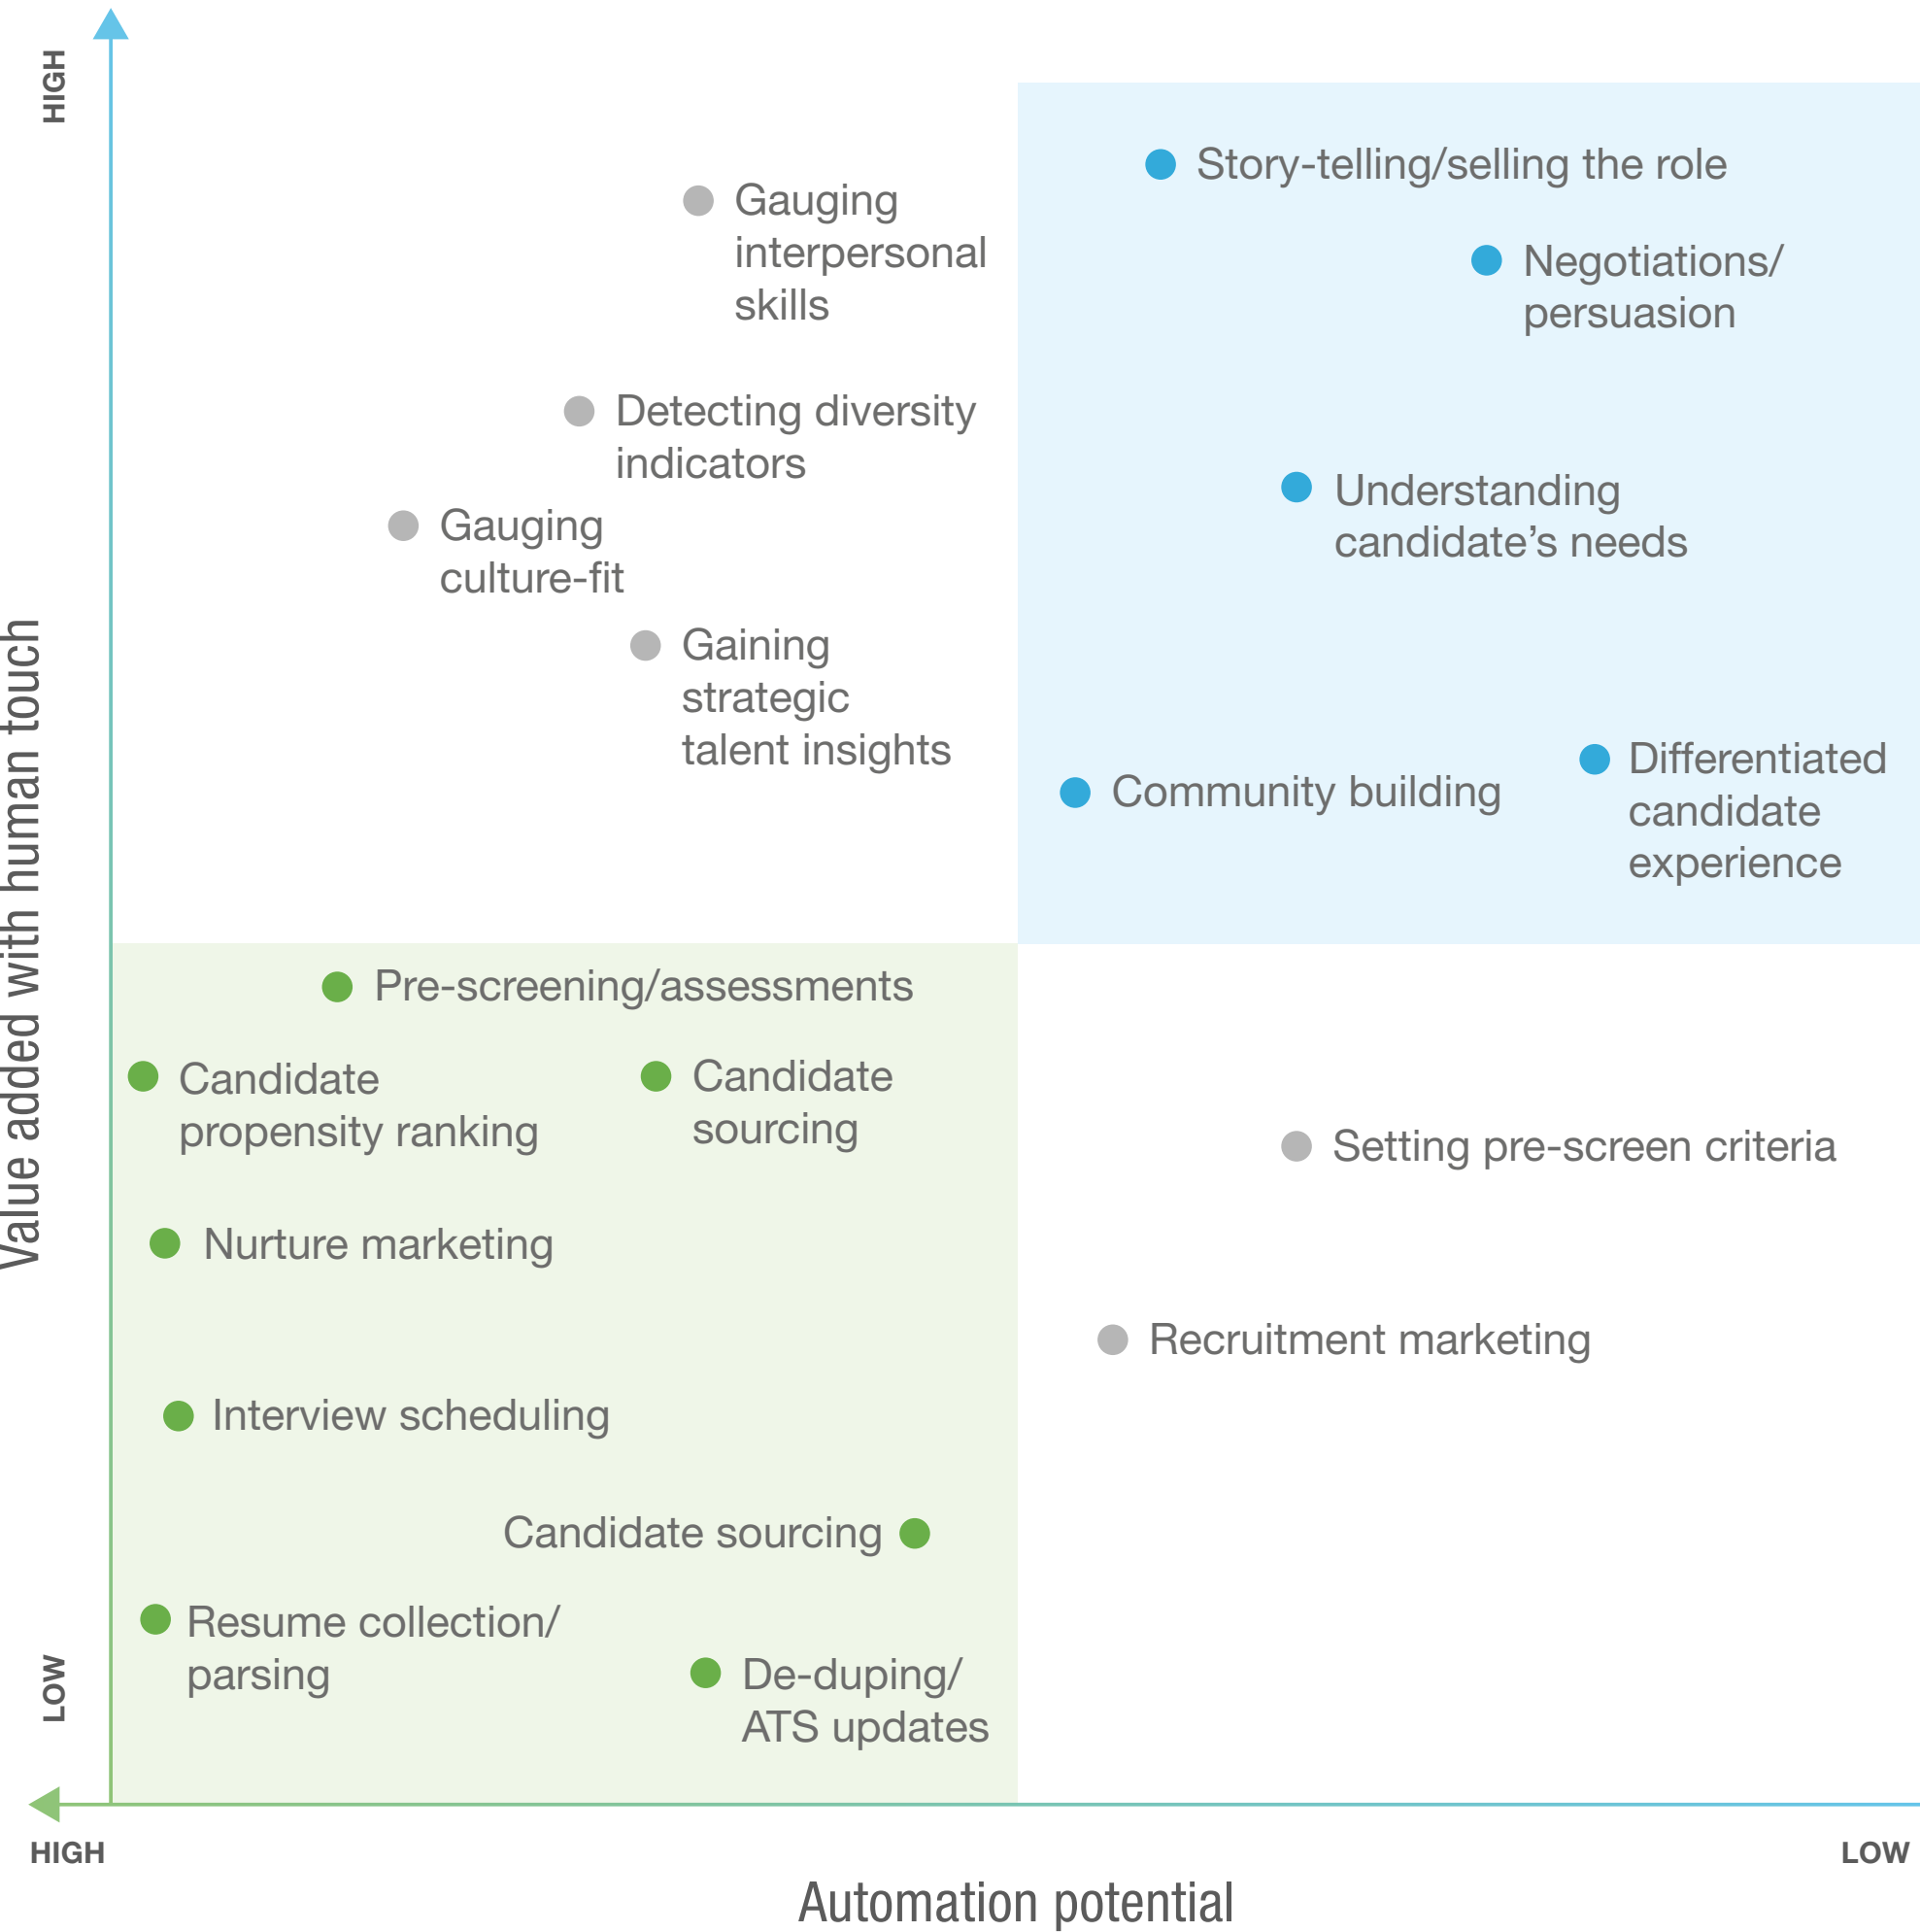 HIGH
Story-telling/selling the role
Gauging
interpersonal
skills
Negotiations/
persuasion
Detecting diversity
indicators
Understanding
candidate’s needs
Gauging
culture-fit
Gaining
strategic
talent insights
Community building
Differentiated
candidate
experience
Value added with human touch
Pre-screening/assessments
Candidate
propensity ranking
Candidate
sourcing
Setting pre-screen criteria
Nurture marketing
Recruitment marketing
Interview scheduling
Candidate sourcing
Resume collection/
parsing
De-duping/
ATS updates
LOW
HIGH
LOW
Automation potential